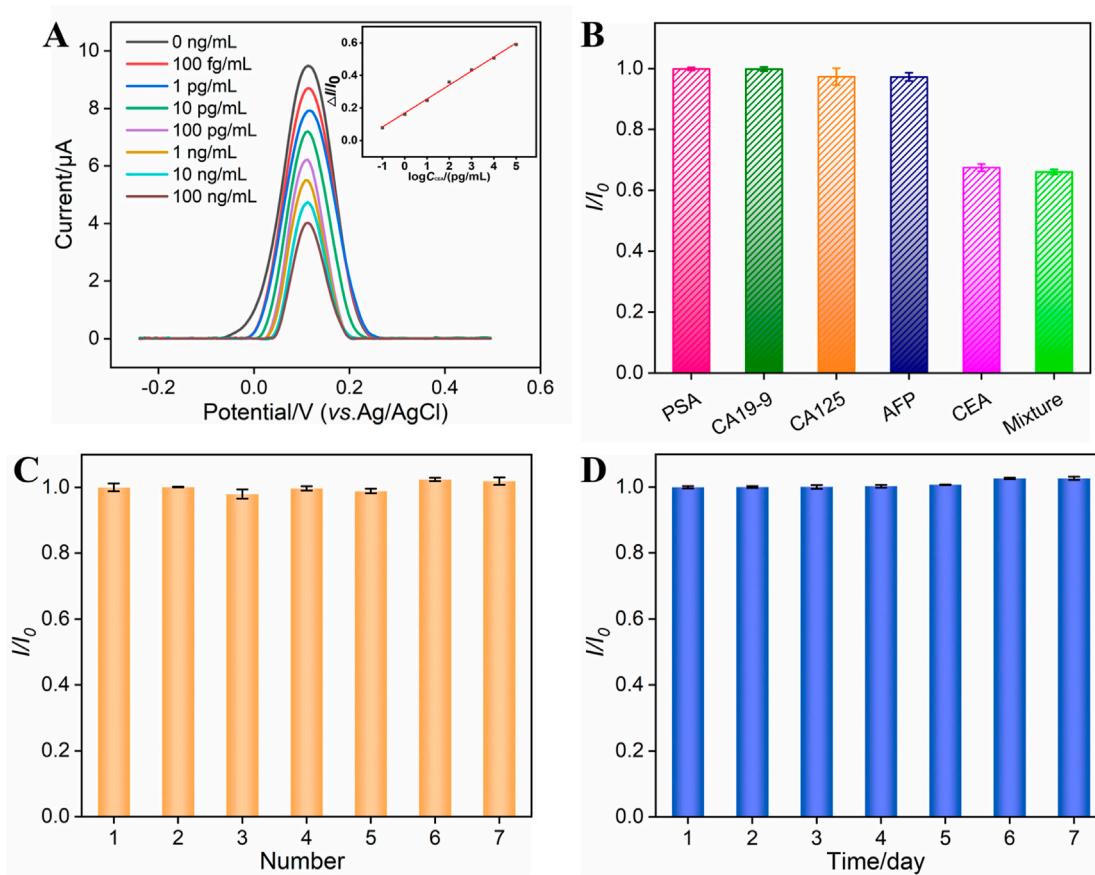 A
0 ng/mL
100 fg/mL
1 pg/mL
10 pg/mL
100 pg/mL
1 ng/mL
10 ng/mL
100 ng/mL
Current/μA
10
8
6
4
2
0
-0.2
0.0
0.2
0.4
0.6
Potential/V (vs.Ag/AgCl)
△I/I0
0.6
0.4
0.2
0.0
-1
0
1
2
3
4
5
logCCEA/(pg/mL)
B
I/I0
1.0
0.8
0.6
0.4
0.2
0.0
PSA
CA19-9
CA125
AFP
CEA
Mixture
C
I/I0
1.0
0.8
0.6
0.4
0.2
0.0
1
2
3
4
5
6
7
Number
D
I/I0
1.0
0.8
0.6
0.4
0.2
0.0
1
2
3
4
5
6
7
Time/day